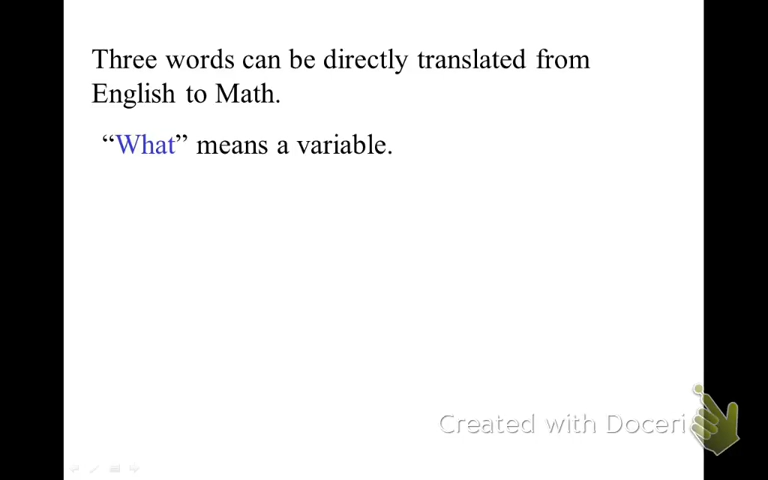 Three words can be directly translated from
English to Math.
“What” means a variable.
Created with Doceri